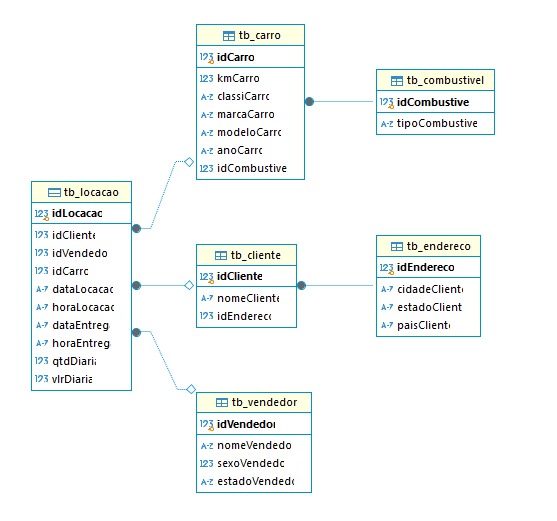 tb_carro
123 idCarro
123 kmCarro
A-Z classiCarro
A-Z marcaCarro
A-Z modeloCarro
A-Z anoCarro
123 idCombustive
tb_combustivel
123 idCombustive
A-Z tipoCombustive
tb_locacao
123 idLocacao
123 idCliente
123 idVendedo
123 idCarro
A-Z dataLocacao
A-Z horaLocacao
A-Z dataEntreg
A-Z horaEntreg
123 qtdDiaria
123 vlrDiaria
tb_cliente
123 idCliente
A-Z nomeCliente
123 idEndereco
tb_endereco
123 idEndereco
A-Z cidadeCliente
A-Z estadoClient
A-Z paisCliente
tb_vendedor
123 idVendedor
A-Z nomeVendedo
123 sexoVendedo
A-Z estadoVendedo